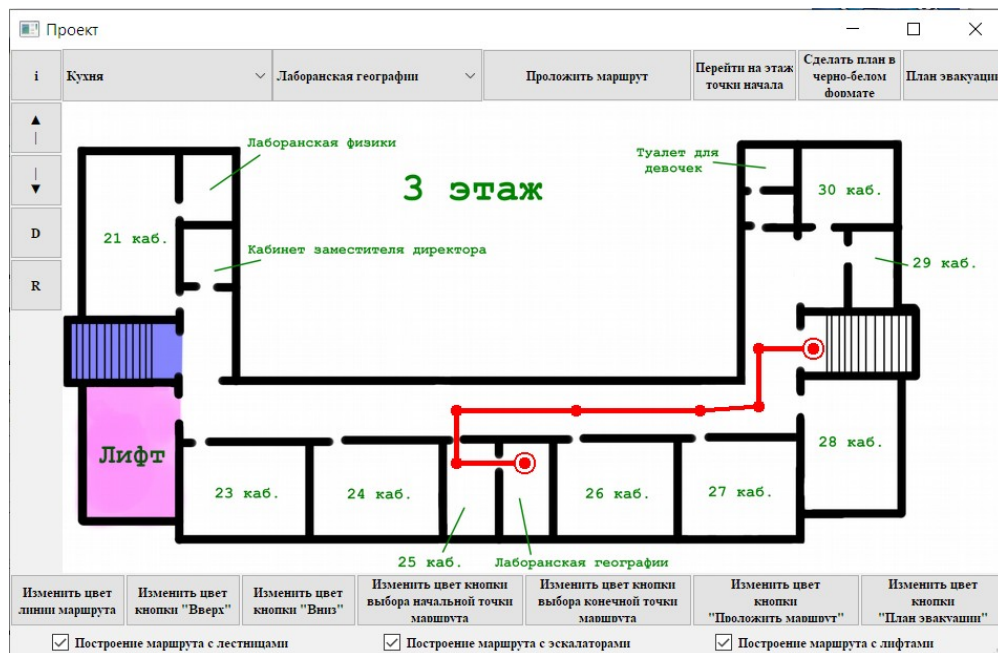 Проект
i
Кухня
Лаборанская географии
Проложить маршрут
Перейти на этаж
точки начала
Сделать план в
черно-белом
формате
План эвакуации
D
R
Лаборанская физики
3 этаж
Туалет для
девочек
30 каб.
21 каб.
Кабинет заместителя директора
29 каб.
Лифт
28 каб.
23 каб.
24 каб.
26 каб.
27 каб.
25 каб.
Лаборанская географии
Изменить цвет
линии маршрута
Изменить цвет
кнопки "Вверх"
Изменить цвет
кнопки "Вниз"
Изменить цвет кнопки
выбора начальной точки
маршрута
Изменить цвет кнопки
выбора конечной точки
маршрута
Изменить цвет
кнопки
"Проложить маршрут"
Изменить цвет
кнопки
"План эвакуации"
Построение маршрута с лестницами
Построение маршрута с эскалаторами
Построение маршрута с лифтами